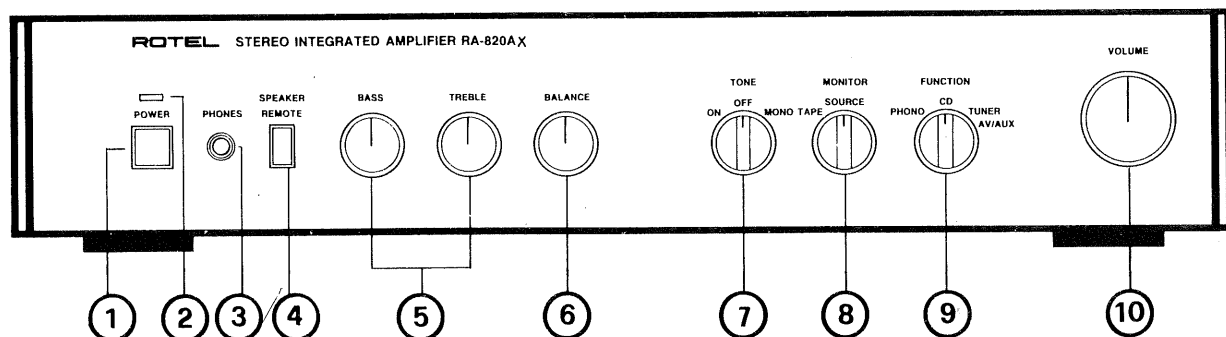 ROTEL STEREO INTEGRATED AMPLIFIER RA-820AX
VOLUME
POWER
PHONES
SPEAKER
REMOTE
BASS
TREBLE
BALANCE
TONE
ON OFF MONO
MONITOR
TAPE SOURCE
FUNCTION
PHONO CD TUNER
AV/AUX
1 2 3 4 5 6 7 8 9 10